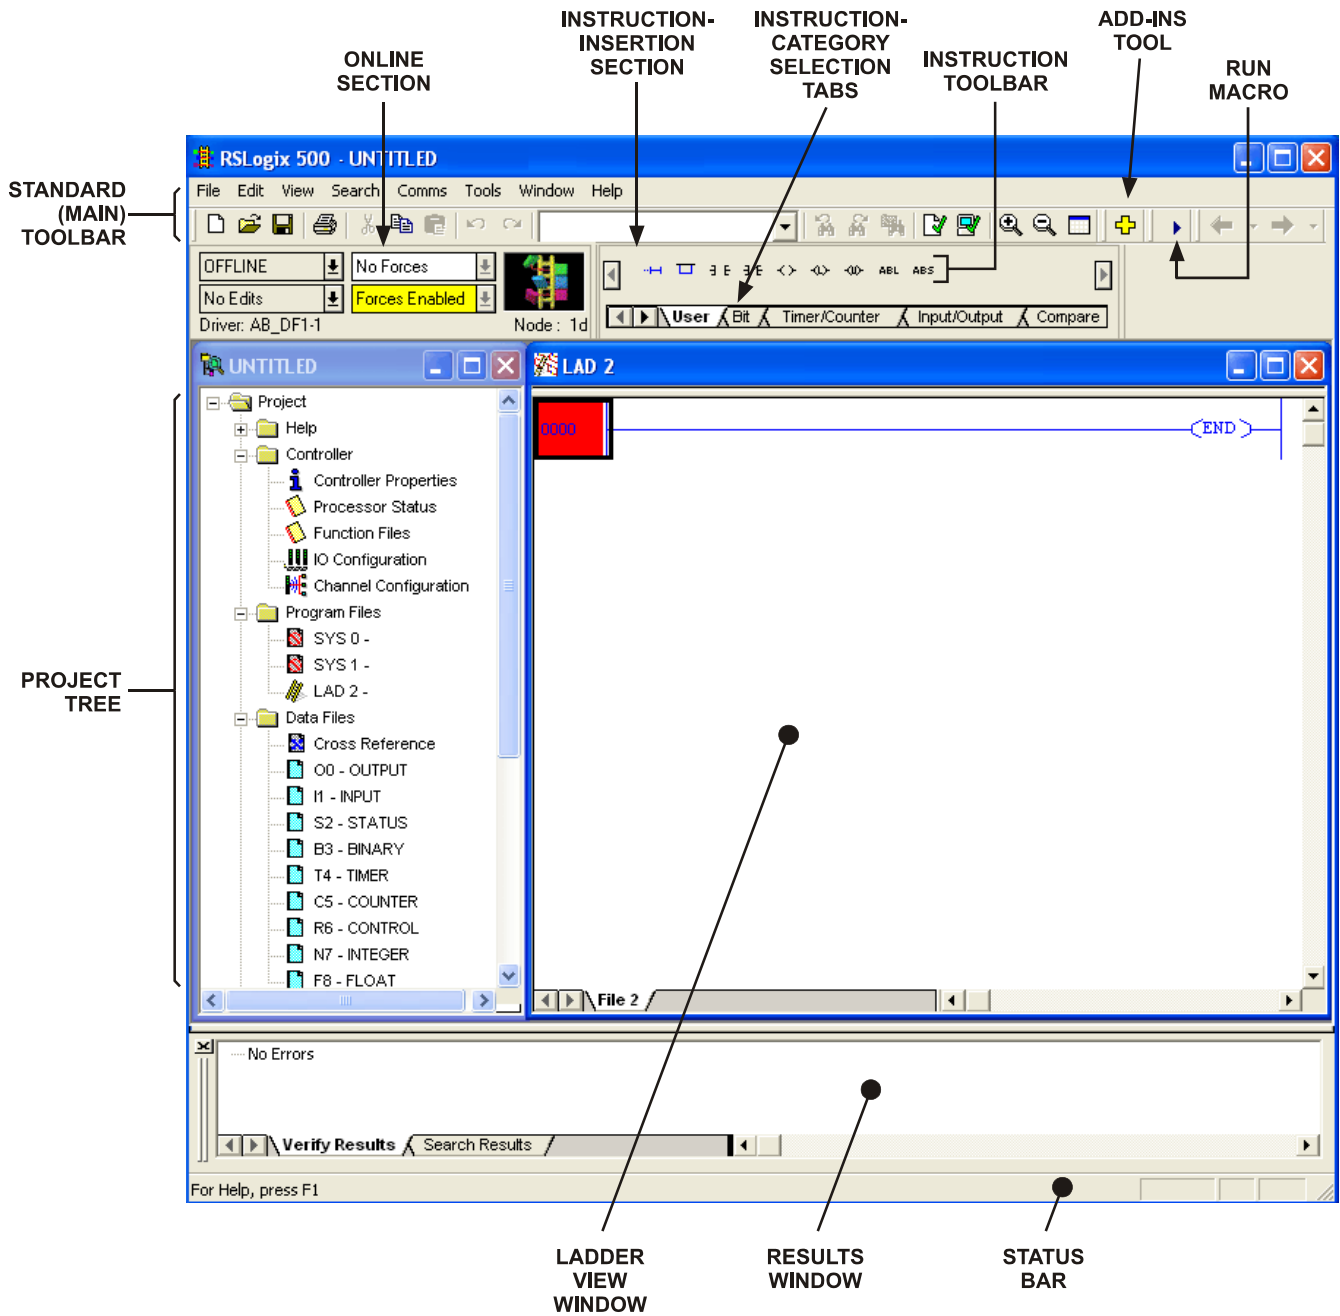 INSTRUCTION-
INSERTION
SECTION
INSTRUCTION-
CATEGORY
SELECTION
TABS
ADD-INS
TOOL
ONLINE
SECTION
INSTRUCTION
TOOLBAR
RUN
MACRO
RSLogix 500 - UNTITLED
File Edit View Search Comms Tools Window Help
STANDARD
(MAIN)
TOOLBAR
OFFLINE
No Forces
No Edits
Forces Enabled
Driver: AB_DF1-1
Node : 1d
ABL ABS
User Bit Timer/Counter Input/Output Compare
UNTITLED
LAD 2
Project
Help
Controller
Controller Properties
Processor Status
Function Files
IO Configuration
Channel Configuration
Program Files
SYS 0 -
SYS 1 -
LAD 2 -
Data Files
Cross Reference
O0 - OUTPUT
I1 - INPUT
S2 - STATUS
B3 - BINARY
T4 - TIMER
C5 - COUNTER
R6 - CONTROL
N7 - INTEGER
F8 - FLOAT
PROJECT
TREE
0000
END
File 2
No Errors
Verify Results Search Results
For Help, press F1
LADDER
VIEW
WINDOW
RESULTS
WINDOW
STATUS
BAR